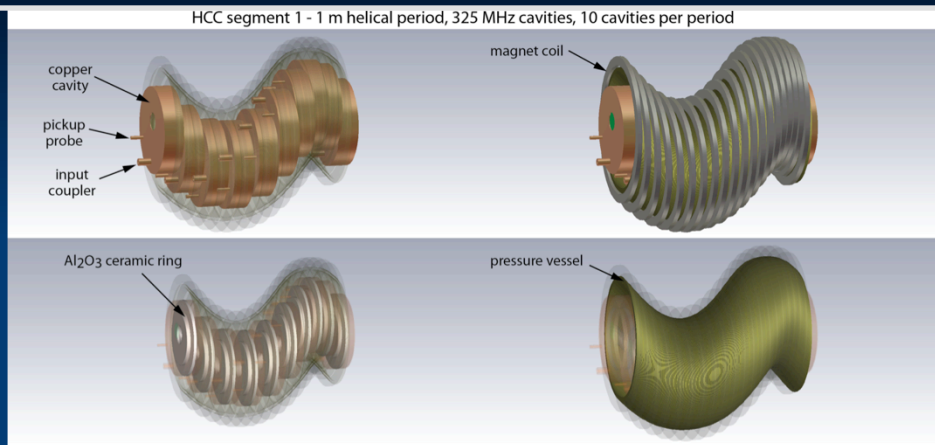 HCC segment 1 - 1 m helical period, 325 MHz cavities, 10 cavities per period
copper
cavity
pickup
probe
input
coupler
magnet coil
Al₂O₃ ceramic ring
pressure vessel